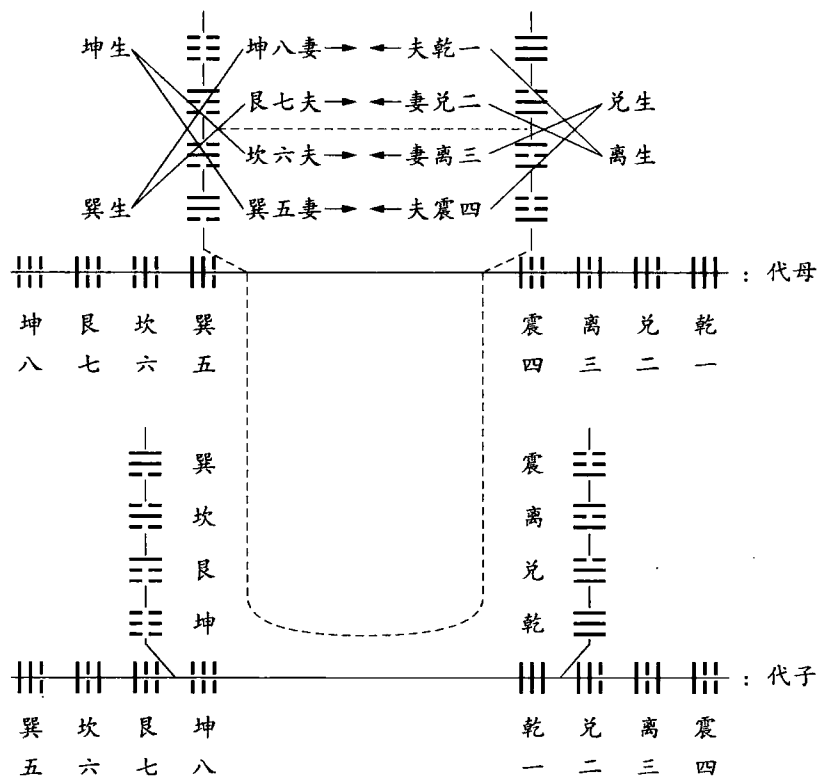 坤生 坤八妻 夫乾一
艮七夫 妻兑二 兑生
坎六夫 妻离三 离生
巽生 巽五妻 夫震四
：代母
坤 艮 坎 巽 震 离 兑 乾
八 七 六 五 四 三 二 一
巽 震
坎 离
艮 兑
坤 乾
：代子
巽 坎 艮 坤 乾 兑 离 震
五 六 七 八 一 二 三 四